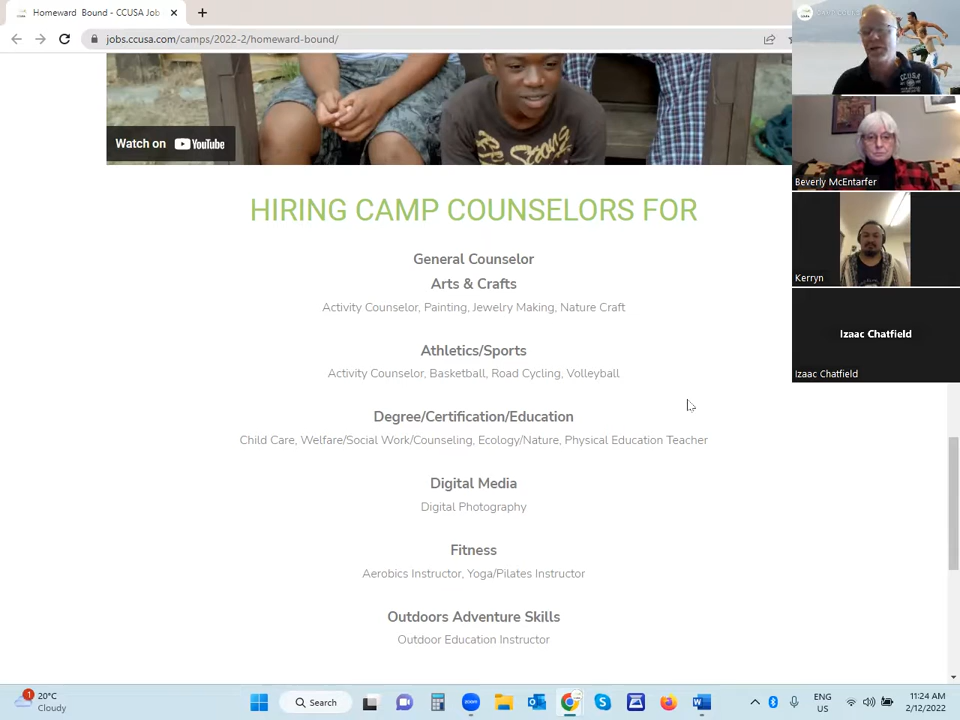 Homeward Bound - CCUSA Job
jobs.ccusa.com/camps/2022-2/homeward-bound/
Watch on YouTube
HIRING CAMP COUNSELORS FOR
General Counselor
Arts & Crafts
Activity Counselor, Painting, Jewelry Making, Nature Craft
Athletics/Sports
Activity Counselor, Basketball, Road Cycling, Volleyball
Degree/Certification/Education
Child Care, Welfare/Social Work/Counseling, Ecology/Nature, Physical Education Teacher
Digital Media
Digital Photography
Fitness
Aerobics Instructor, Yoga/Pilates Instructor
Outdoors Adventure Skills
Outdoor Education Instructor
CCUSA
Beverly McEntarfer
Kerryn
Izaac Chatfield
Izaac Chatfield
1
20°C
Cloudy
Search
ENG
US
11:24 AM
2/12/2022